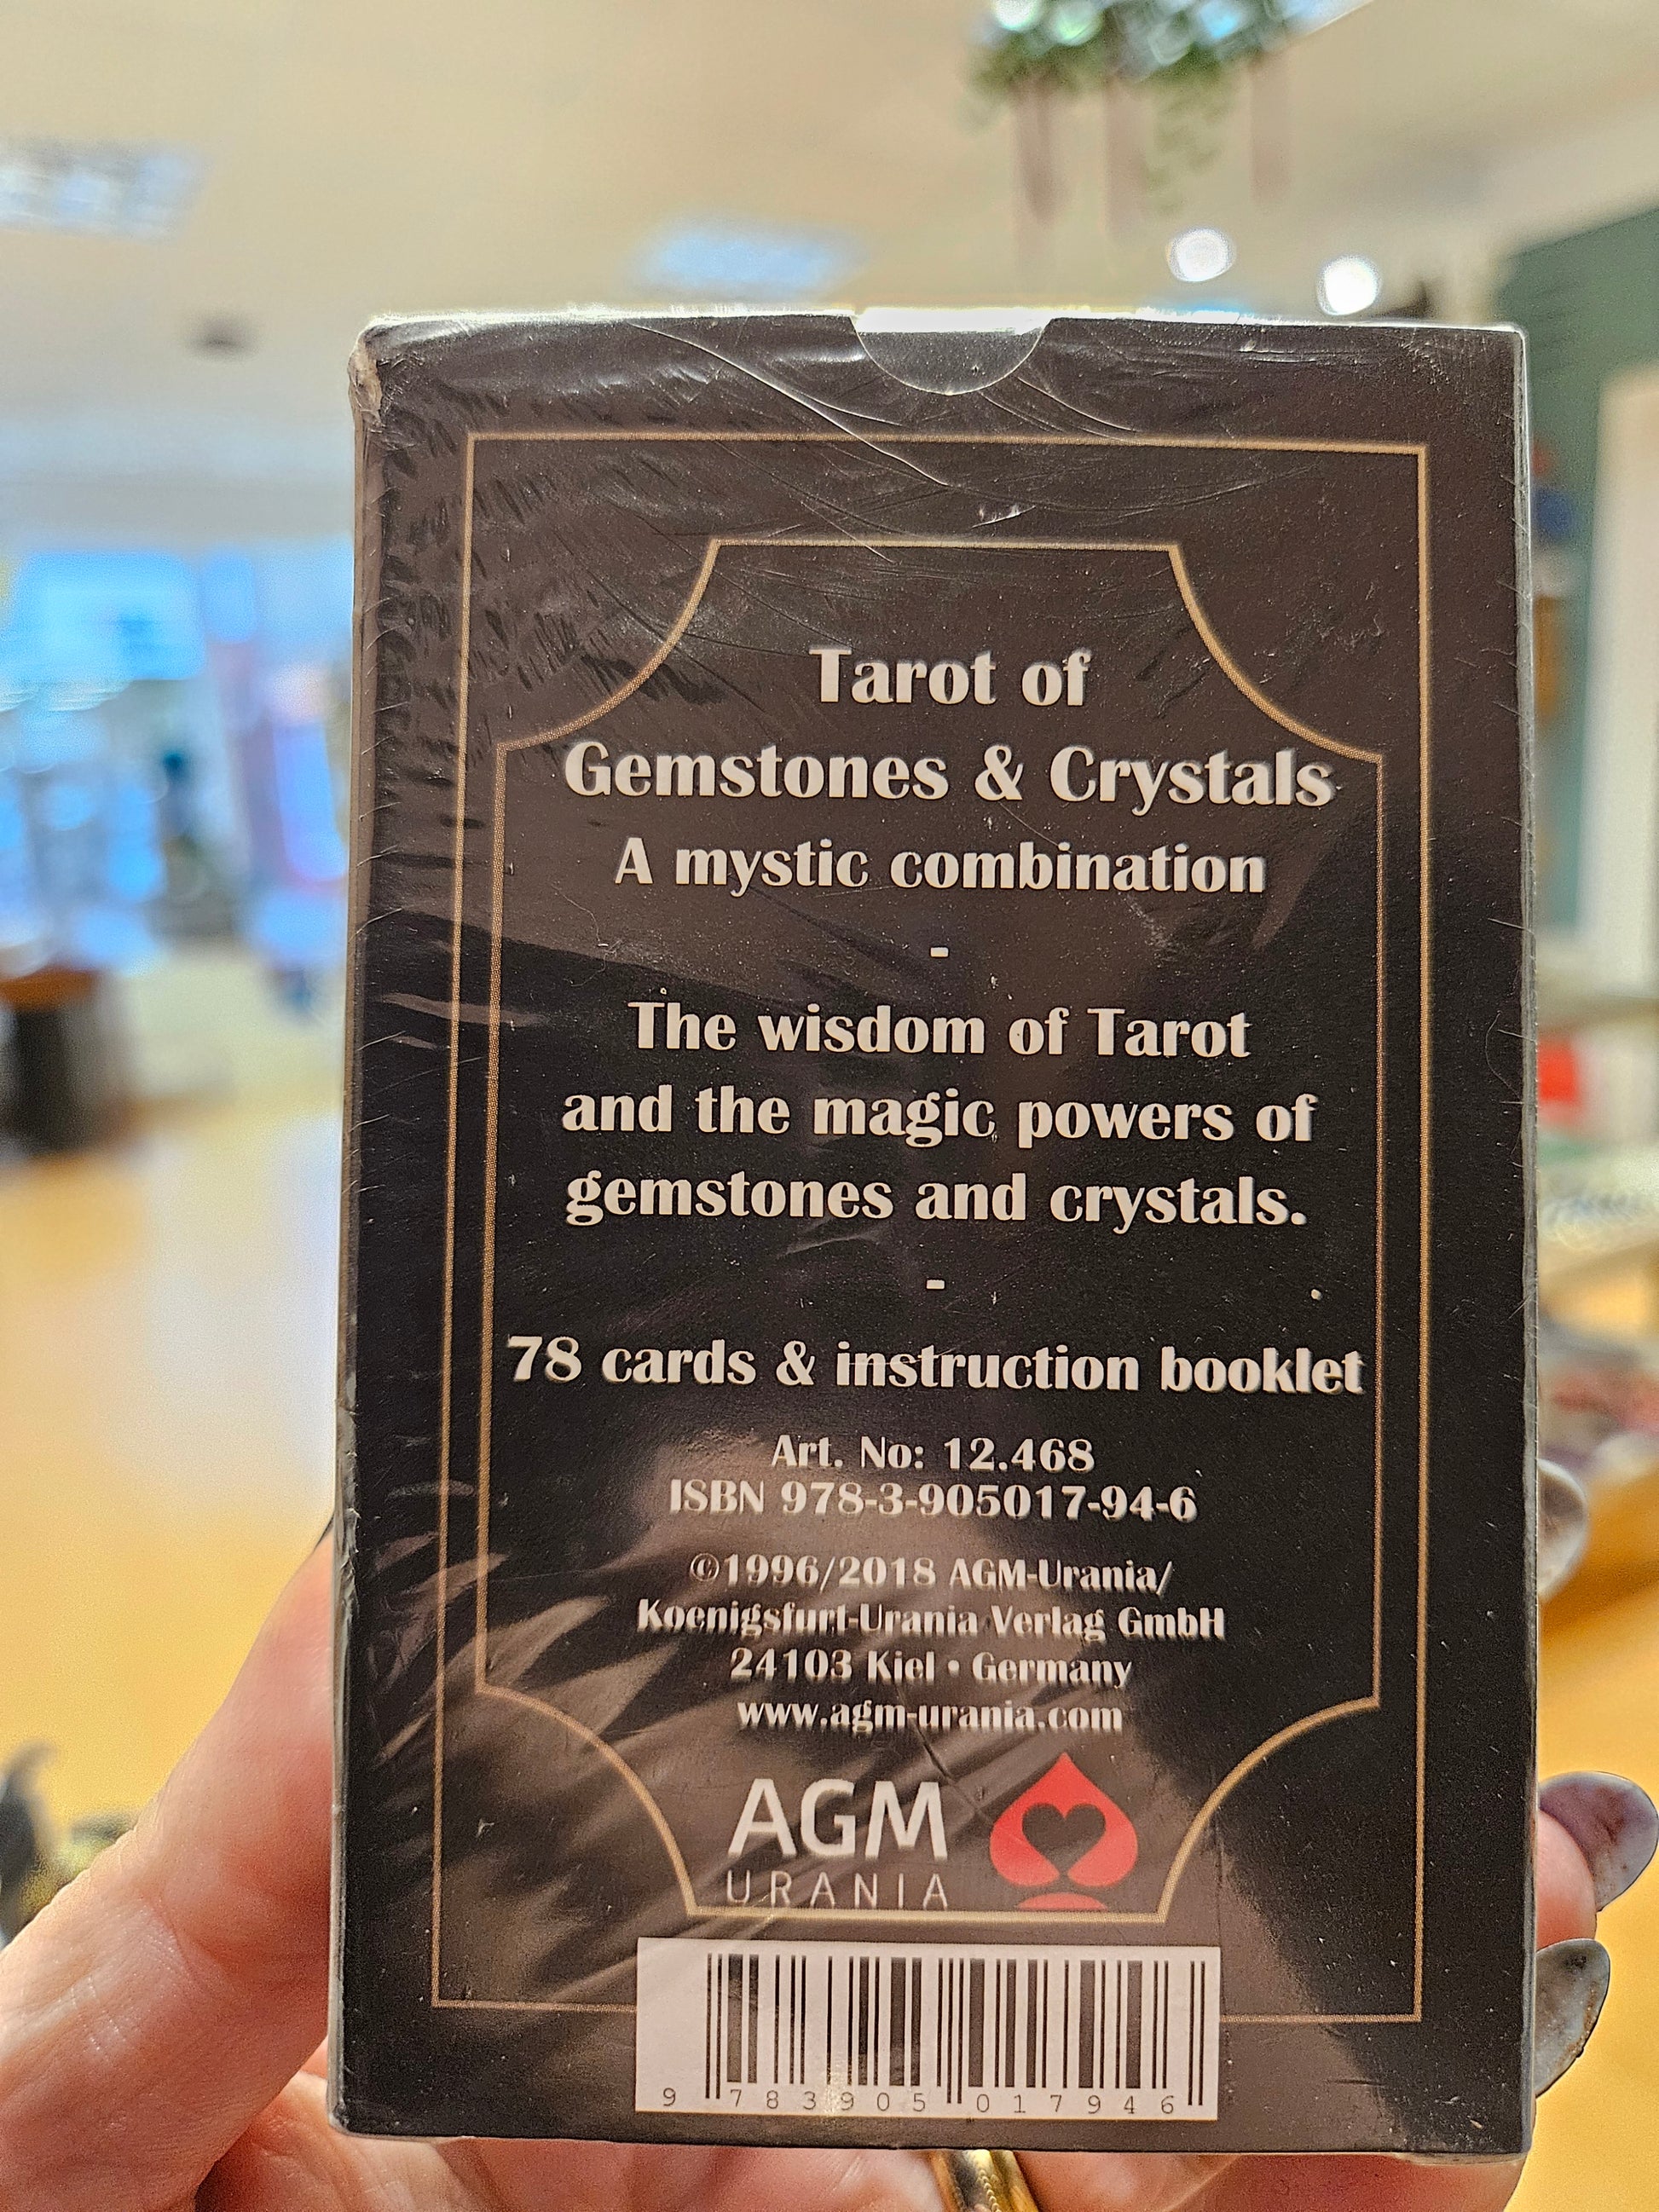 Tarot of
Gemstones & Crystals
A mystic combination
-
The wisdom of Tarot
and the magic powers of
gemstones and crystals.
-
78 cards & instruction booklet
Art. No: 12.468
ISBN 978-3-905017-94-6
©1996/2018 AGM-Urania/
Koenigsfurt-Urania Verlag GmbH
24103 Kiel • Germany
www.agm-urania.com
AGM
URANIA
9 783905 017946